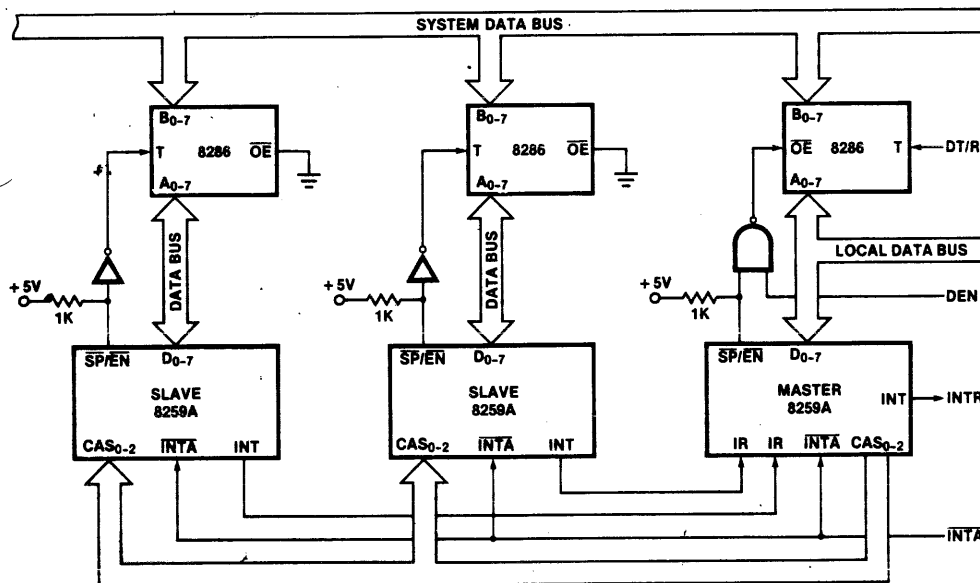 SYSTEM DATA BUS
B0-7
T 8286 OE
A0-7
B0-7
T 8286 OE
A0-7
B0-7
OE 8286 T
A0-7
DT/R
DATA BUS
DATA BUS
LOCAL DATA BUS
+ 5V
1K
+ 5V
1K
+ 5V
1K
DEN
SP/EN D0-7
SLAVE
8259A
CAS0-2 INTA INT
SP/EN D0-7
SLAVE
8259A
CAS0-2 INTA INT
SP/EN D0-7
MASTER
8259A
INT
IR IR INTA CAS0-2
INTR
INTA